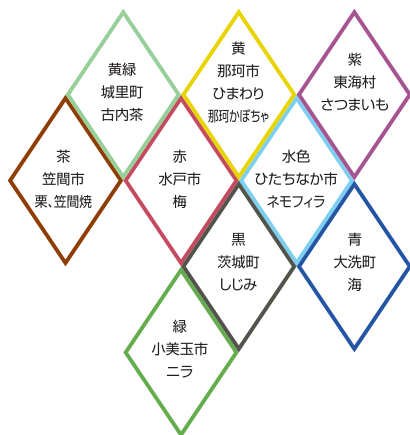 黄緑
城里町
古内茶
黄
那珂市
ひまわり
那珂かぼちゃ
紫
東海村
さつまいも
茶
笠間市
栗、笠間焼
赤
水戸市
梅
水色
ひたちなか市
ネモフィラ
黒
茨城町
しじみ
青
大洗町
海
緑
小美玉市
ニラ